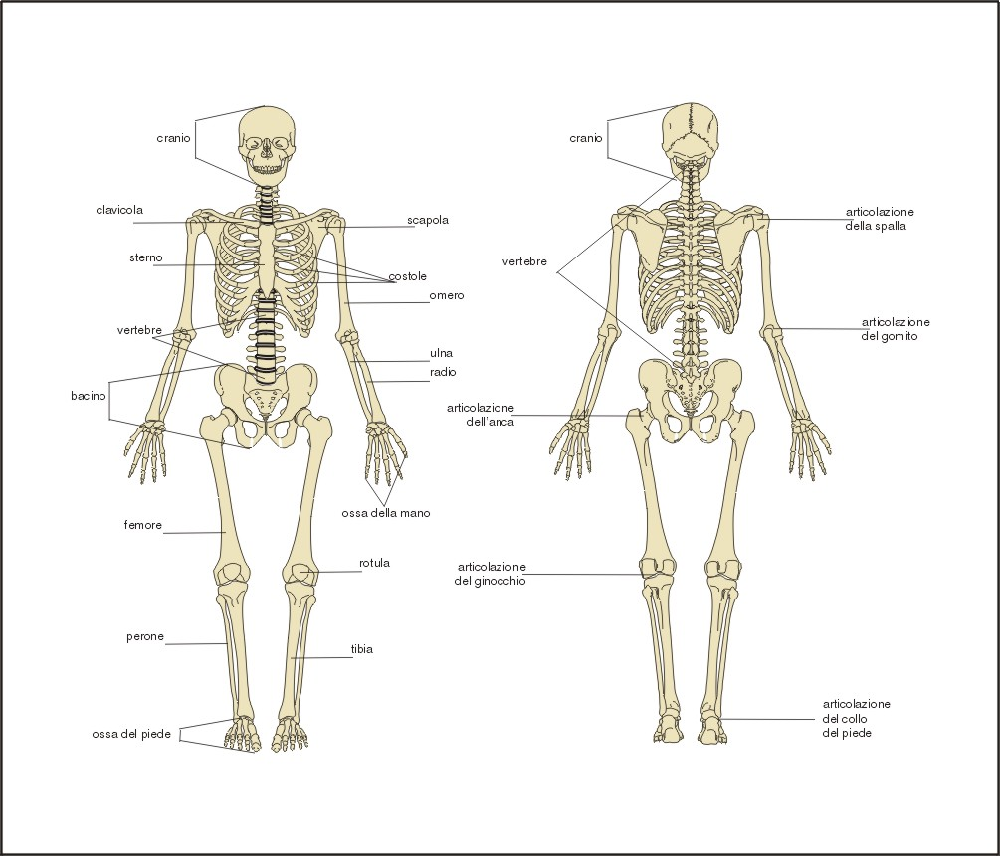 cranio
clavicola
scapola
sterno
costole
omero
vertebre
ulna
radio
bacino
ossa della mano
femore
rotula
perone
tibia
ossa del piede
cranio
articolazione
della spalla
vertebre
articolazione
del gomito
articolazione
dell'anca
articolazione
del ginocchio
articolazione
del collo
del piede